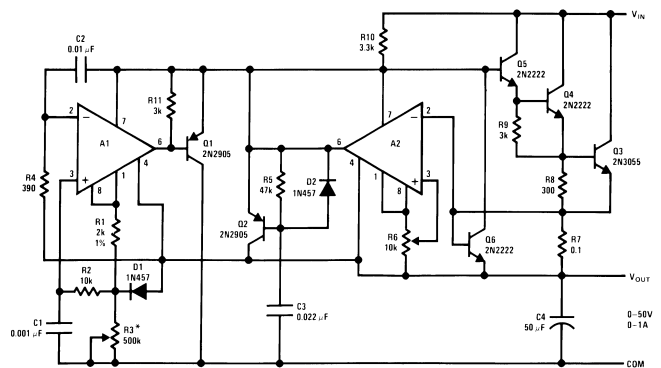 C2
0.01 μF
R11
3k
2
−
7
A1
6
3
+
8
1
4
R4
390
R1
2k
1%
R2
10k
D1
1N457
C1
0.001 μF
R3*
500k
Q1
2N2905
Q2
2N2905
R5
47k
D2
1N457
C3
0.022 μF
R10
3.3k
7
−
2
6
A2
4
1
8
+
3
R6
10k
Q6
2N2222
Q5
2N2222
Q4
2N2222
R9
3k
Q3
2N3055
R8
300
R7
0.1
C4
50 μF
VIN
VOUT
0–50V
0–1A
COM